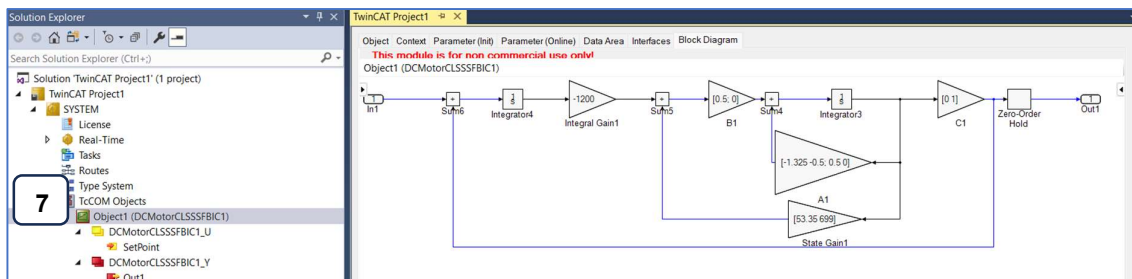 Solution Explorer
Search Solution Explorer (Ctrl+;)
Solution 'TwinCAT Project1' (1 project)
TwinCAT Project1
SYSTEM
License
Real-Time
Tasks
Routes
Type System
TcCOM Objects
7
Object1 (DCMotorCLSSSFBIC1)
DCMotorCLSSSFBIC1_U
SetPoint
DCMotorCLSSSFBIC1_Y
Out1
TwinCAT Project1
Object Context Parameter (Init) Parameter (Online) Data Area Interfaces Block Diagram
This module is for non commercial use only!
Object1 (DCMotorCLSSSFBIC1)
1
In1
+
Sum6
1
s
Integrator4
-1200
Integral Gain1
+
Sum5
[0.5; 0]
B1
+
Sum4
1
s
Integrator3
[0 1]
C1
Zero-Order
Hold
1
Out1
[-1.325 -0.5; 0.5 0]
A1
[53.35 699]
State Gain1